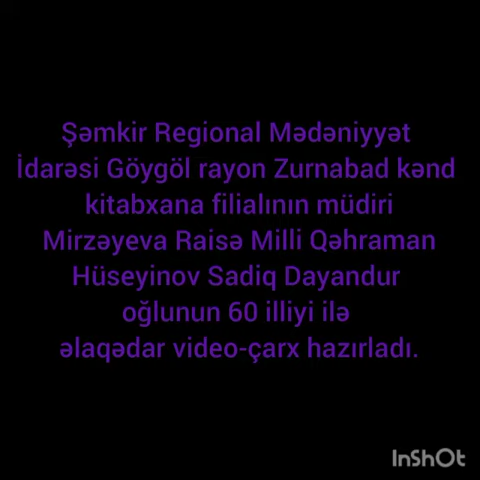 Şəmkir Regional Mədəniyyət
İdarəsi Göygöl rayon Zurnabad kənd
kitabxana filialının müdiri
Mirzəyeva Raisə Milli Qəhraman
Hüseyinov Sadiq Dayandur
oğlunun 60 illiyi ilə
əlaqədar video-çarx hazırladı.
InShOt